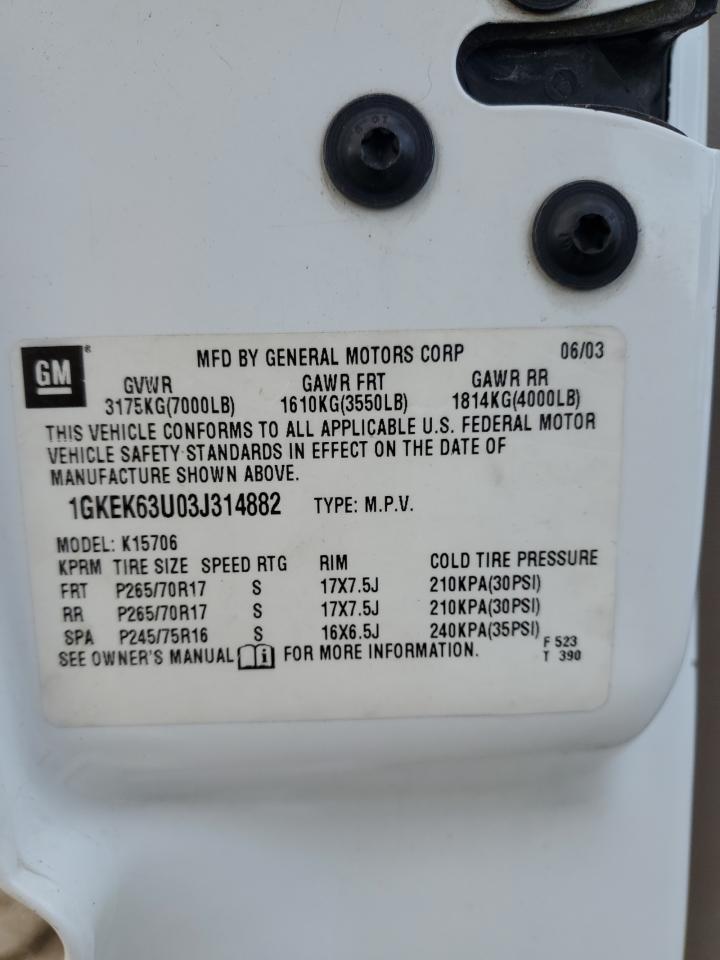 GM® MFD BY GENERAL MOTORS CORP 06/03
GVWR GAWR FRT GAWR RR
3175KG(7000LB) 1610KG(3550LB) 1814KG(4000LB)
THIS VEHICLE CONFORMS TO ALL APPLICABLE U.S. FEDERAL MOTOR
VEHICLE SAFETY STANDARDS IN EFFECT ON THE DATE OF
MANUFACTURE SHOWN ABOVE.
1GKEK63U03J314882 TYPE: M.P.V.
MODEL: K15706
KPRM TIRE SIZE SPEED RTG RIM COLD TIRE PRESSURE
FRT P265/70R17 S 17X7.5J 210KPA(30PSI)
RR P265/70R17 S 17X7.5J 210KPA(30PSI)
SPA P245/75R16 S 16X6.5J 240KPA(35PSI)
SEE OWNER'S MANUAL i FOR MORE INFORMATION.
F 523
T 390